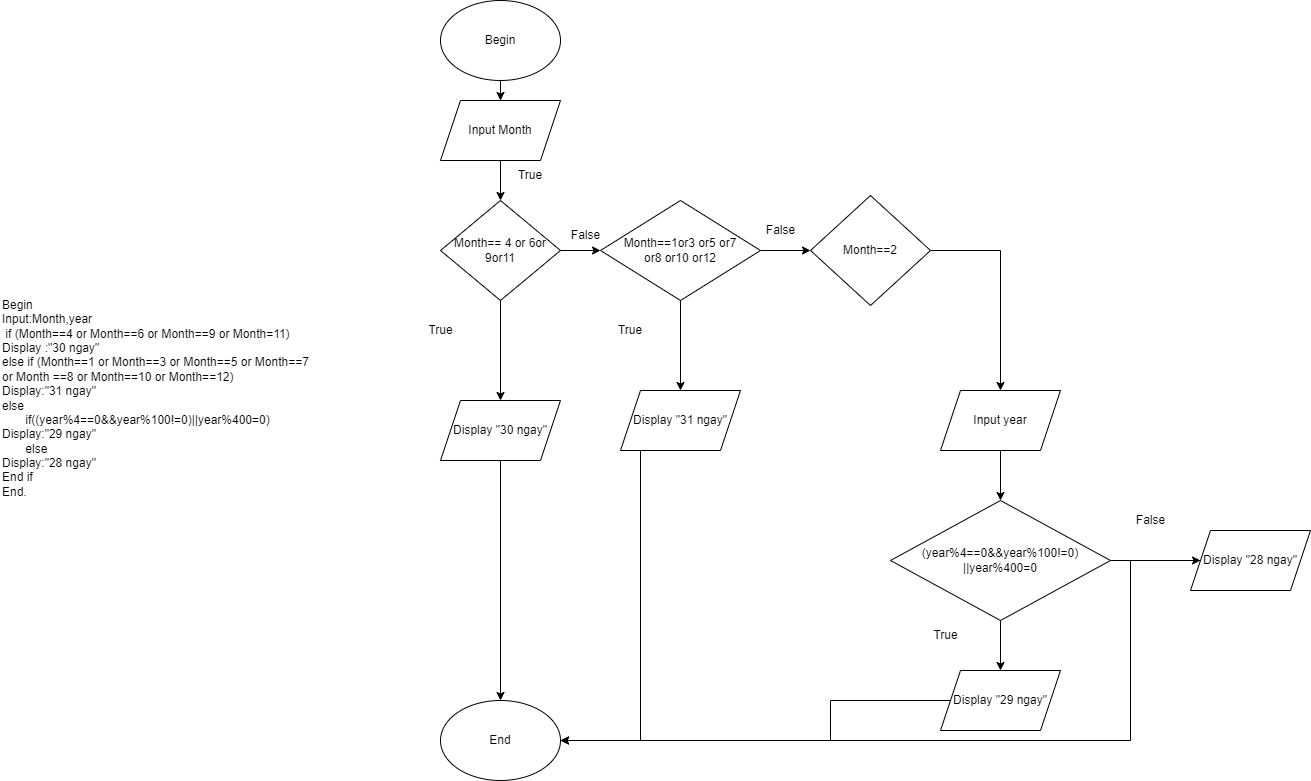 Begin
Input Month
True
Month== 4 or 6or
9or11
False
Month==1or3 or5 or7
or8 or10 or12
False
Month==2
True
True
Begin
Input:Month,year
if (Month==4 or Month==6 or Month==9 or Month=11)
Display :"30 ngay"
else if (Month==1 or Month==3 or Month==5 or Month==7
or Month ==8 or Month==10 or Month==12)
Display:"31 ngay"
else
if((year%4==0&&year%100!=0)||year%400=0)
Display:"29 ngay"
else
Display:"28 ngay"
End if
End.
Display "30 ngay"
Display "31 ngay"
Input year
(year%4==0&&year%100!=0)
||year%400=0
False
Display "28 ngay"
True
Display "29 ngay"
End